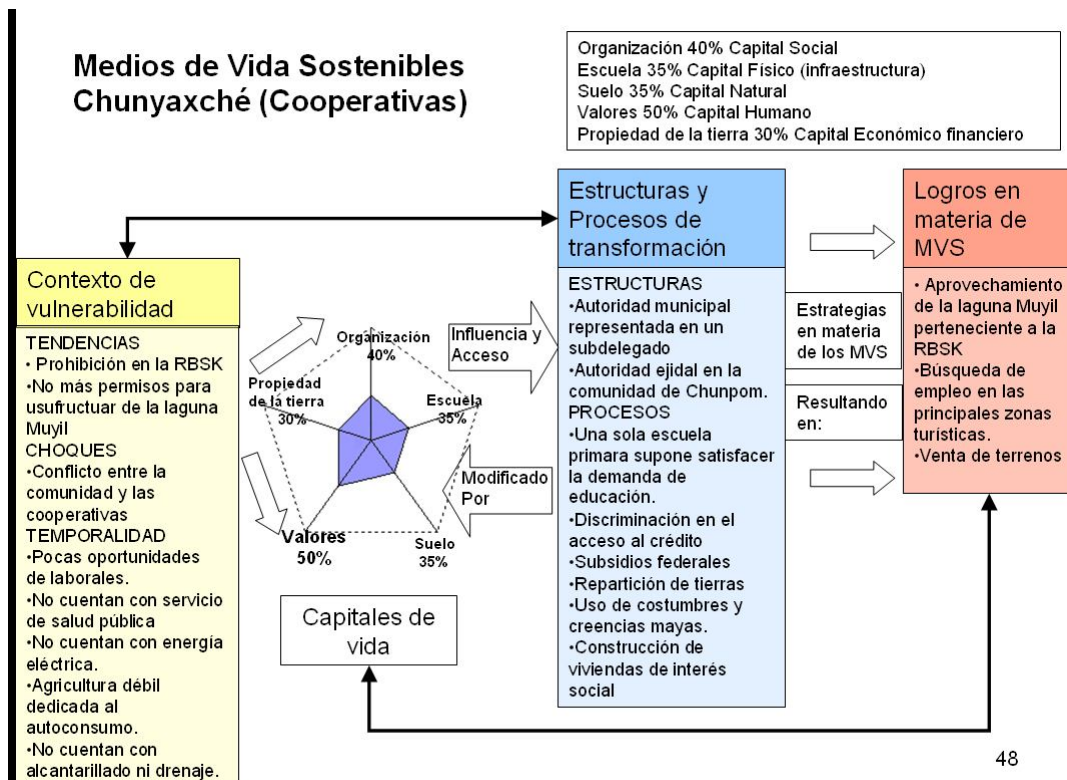 Medios de Vida Sostenibles
Chunyaxché (Cooperativas)
Organización 40% Capital Social
Escuela 35% Capital Físico (infraestructura)
Suelo 35% Capital Natural
Valores 50% Capital Humano
Propiedad de la tierra 30% Capital Económico financiero
Contexto de
vulnerabilidad
TENDENCIAS
• Prohibición en la RBSK
•No más permisos para
usufructuar de la laguna
Muyil
CHOQUES
•Conflicto entre la
comunidad y las
cooperativas
TEMPORALIDAD
•Pocas oportunidades
de laborales.
•No cuentan con servicio
de salud pública
•No cuentan con energía
eléctrica.
•Agricultura débil
dedicada al
autoconsumo.
•No cuentan con
alcantarillado ni drenaje.
Organización
40%
Propiedad
de la tierra
30%
Escuela
35%
Valores
50%
Suelo
35%
Influencia y
Acceso
Modificado
Por
Capitales de
vida
Estructuras y
Procesos de
transformación
ESTRUCTURAS
•Autoridad municipal
representada en un
subdelegado
•Autoridad ejidal en la
comunidad de Chunpom.
PROCESOS
•Una sola escuela
primara supone satisfacer
la demanda de
educación.
•Discriminación en el
acceso al crédito
•Subsidios federales
•Repartición de tierras
•Uso de costumbres y
creencias mayas.
•Construcción de
viviendas de interés
social
Estrategias
en materia
de los MVS
Resultando
en:
Logros en
materia de
MVS
• Aprovechamiento
de la laguna Muyil
perteneciente a la
RBSK
•Búsqueda de
empleo en las
principales zonas
turísticas.
•Venta de terrenos
48